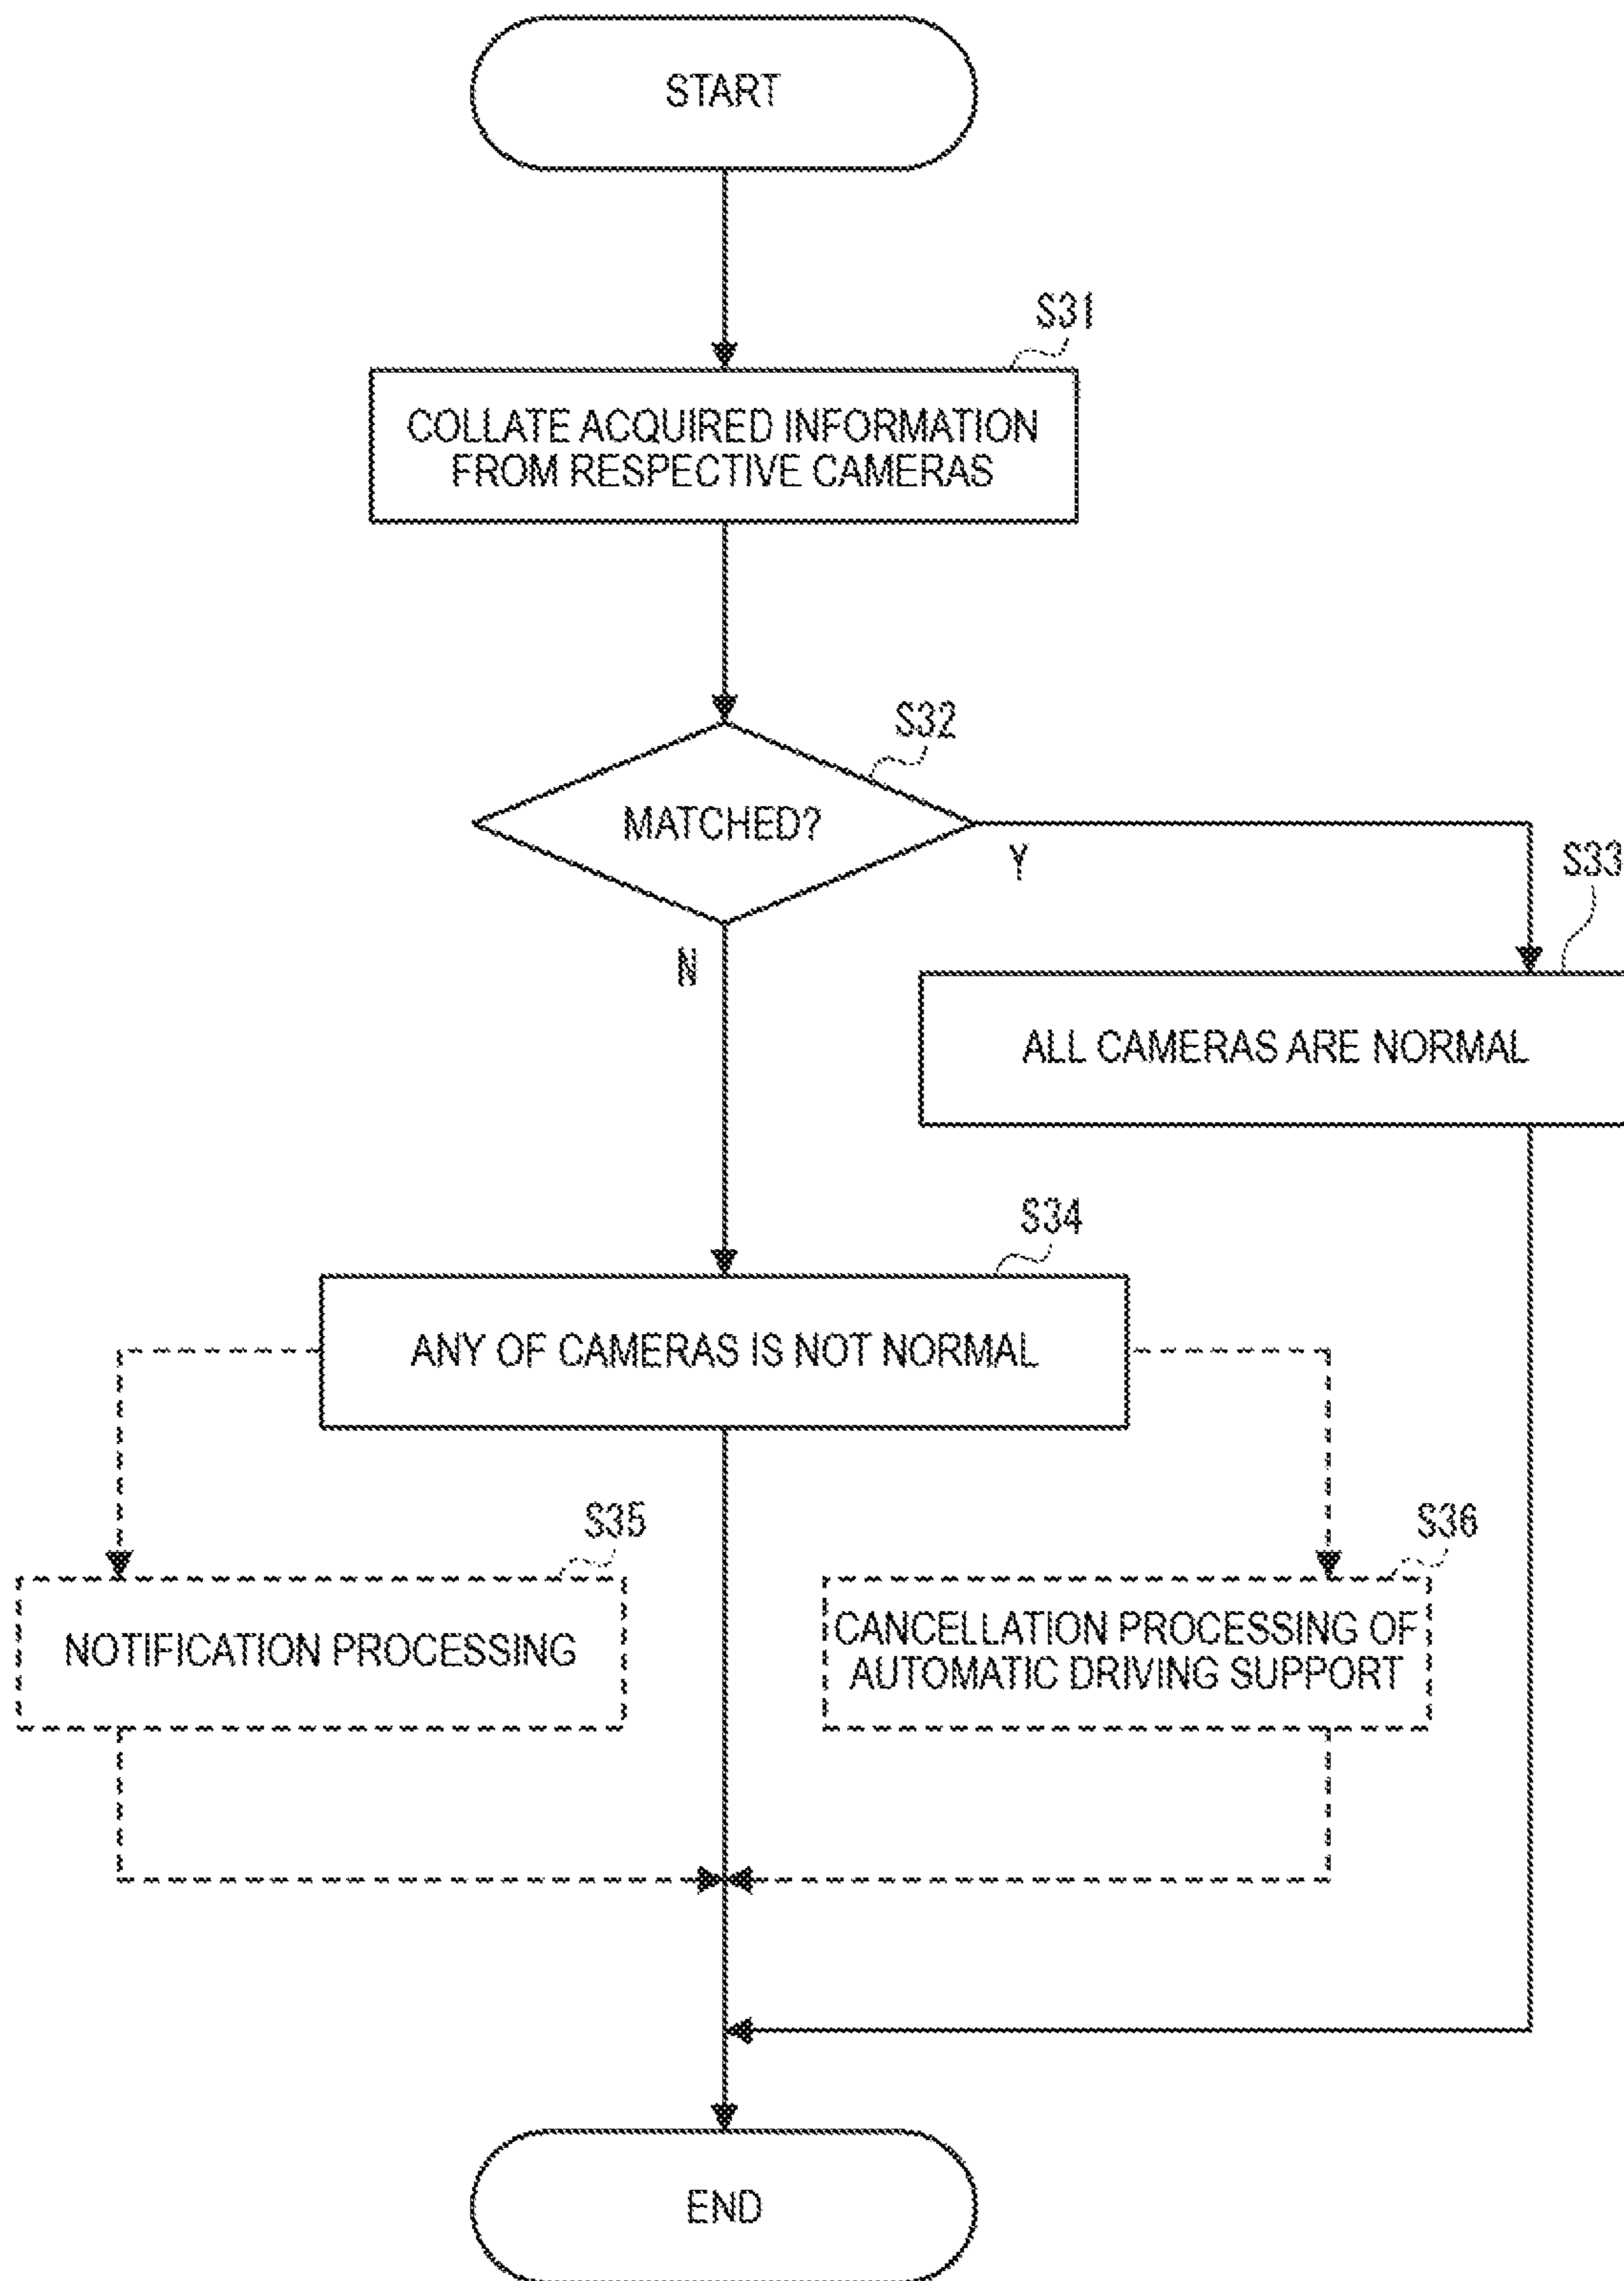 START
S31
COLLATE ACQUIRED INFORMATION
FROM RESPECTIVE CAMERAS
S32
MATCHED?
Y
S33
N
ALL CAMERAS ARE NORMAL
S34
ANY OF CAMERAS IS NOT NORMAL
S35
S36
NOTIFICATION PROCESSING
CANCELLATION PROCESSING OF
AUTOMATIC DRIVING SUPPORT
END